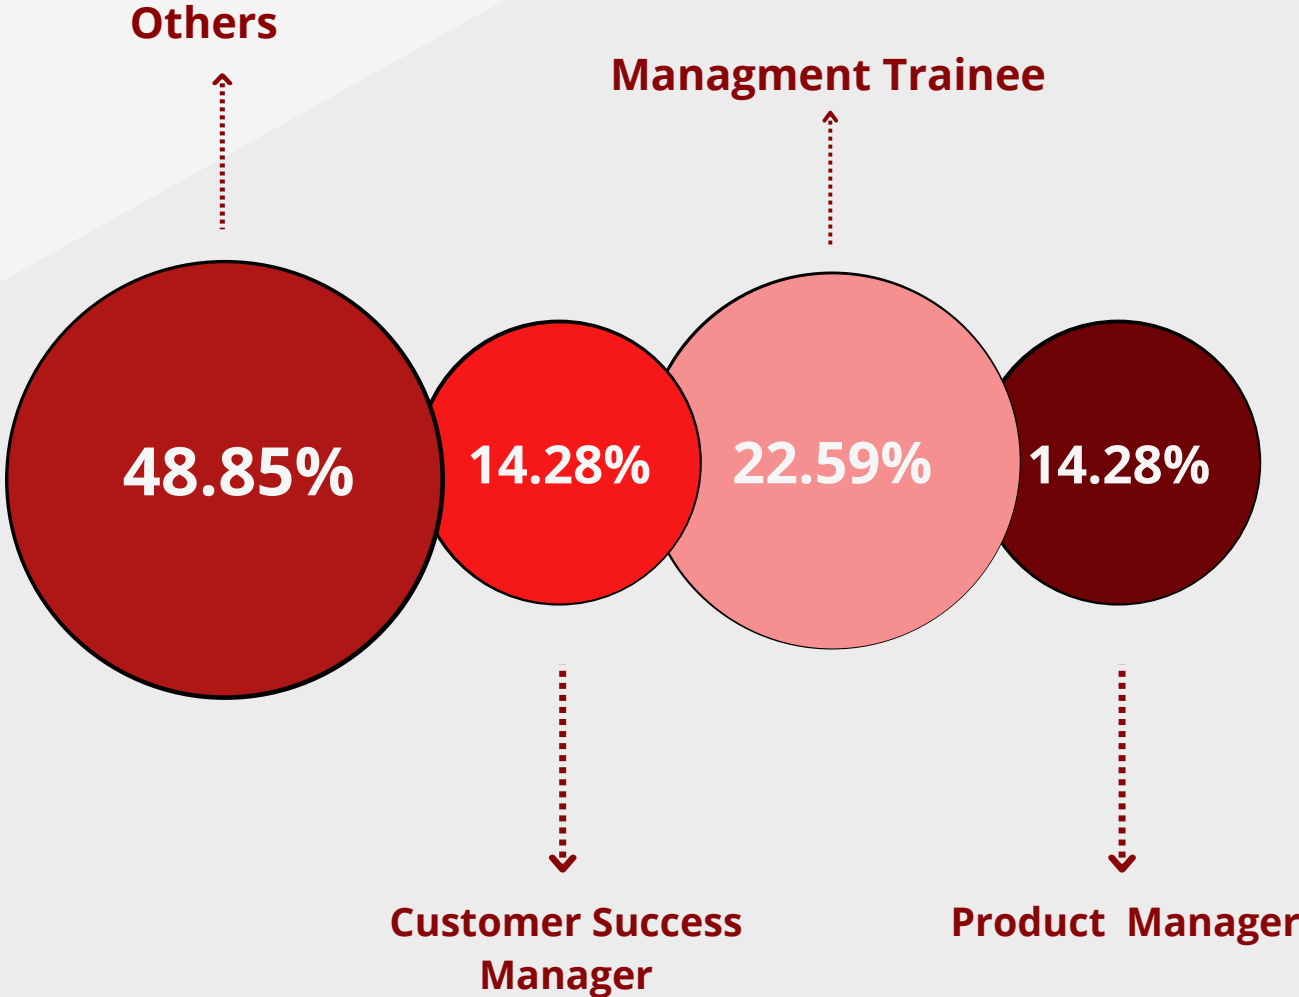 Others
Managment Trainee
48.85%
14.28%
22.59%
14.28%
Customer Success
Manager
Product  Manager